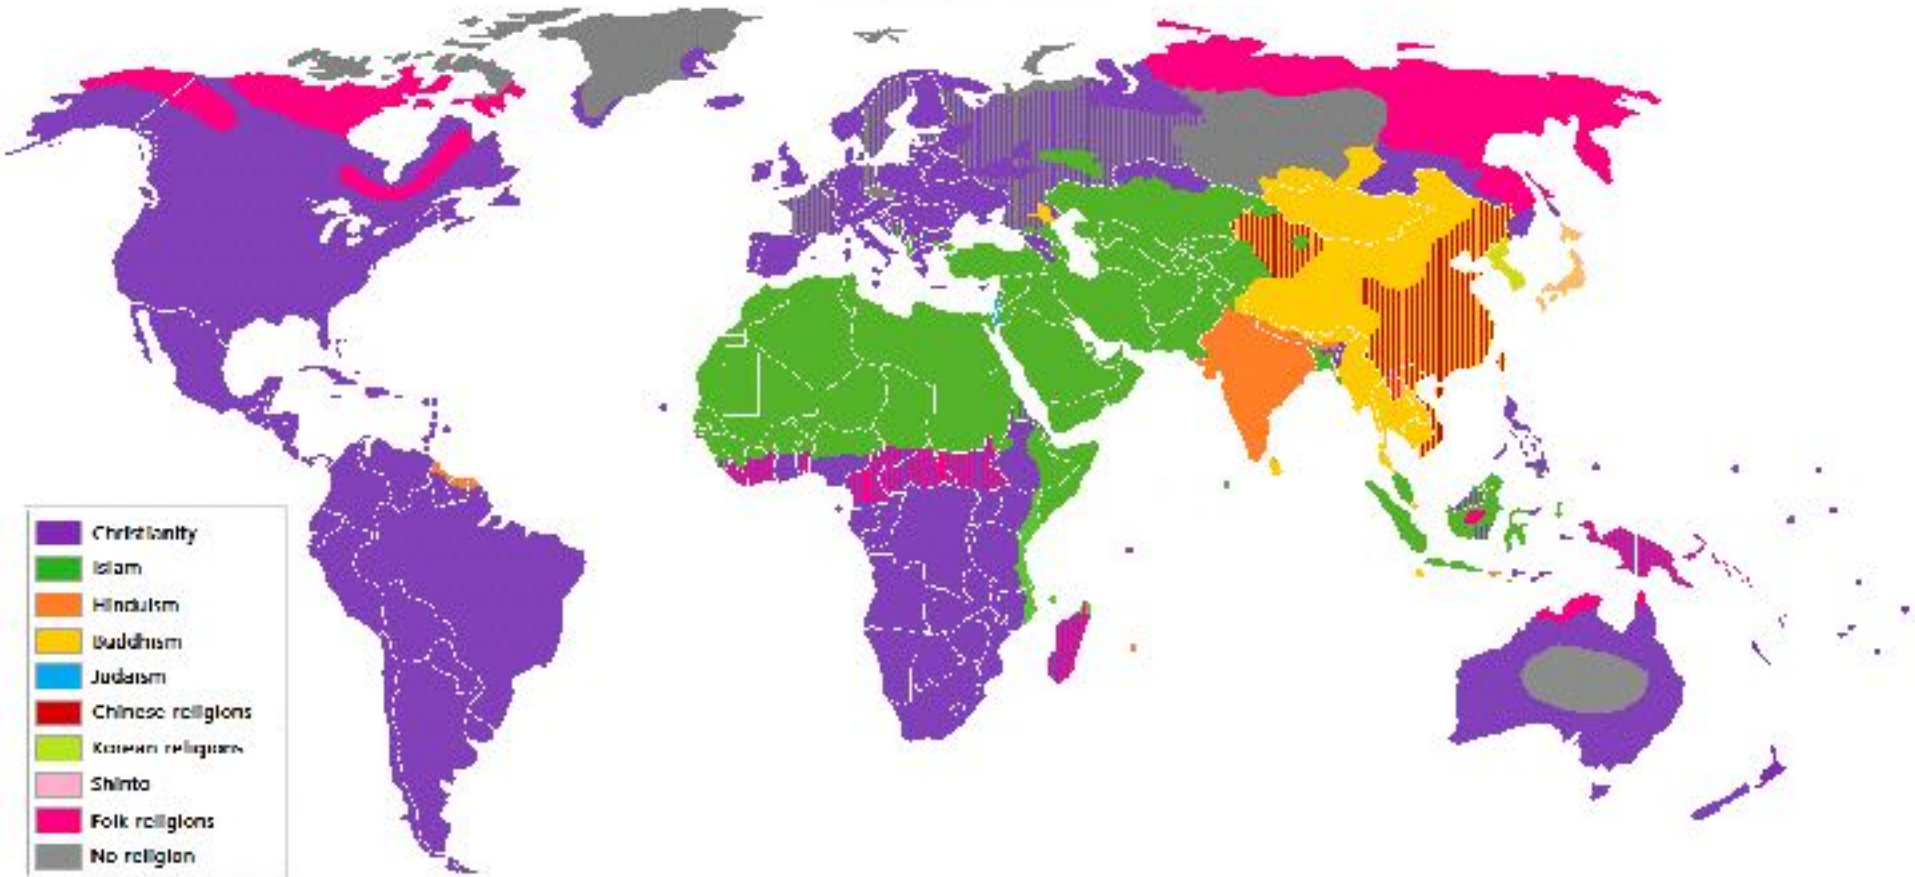 Christianity
Islam
Hinduism
Buddhism
Judaism
Chinese religions
Korean religions
Shinto
Folk religions
No religion